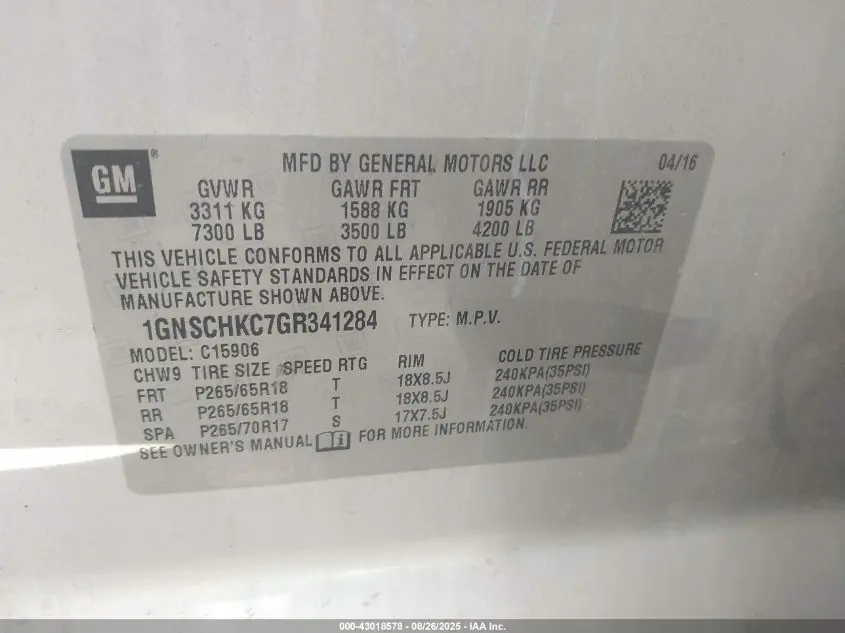 GM®
MFD BY GENERAL MOTORS LLC 04/16
GVWR GAWR FRT GAWR RR
3311 KG 1588 KG 1905 KG
7300 LB 3500 LB 4200 LB
THIS VEHICLE CONFORMS TO ALL APPLICABLE U.S. FEDERAL MOTOR
VEHICLE SAFETY STANDARDS IN EFFECT ON THE DATE OF
MANUFACTURE SHOWN ABOVE.
1GNSCHKC7GR341284 TYPE: M.P.V.
MODEL: C15906
CHW9 TIRE SIZE SPEED RTG RIM COLD TIRE PRESSURE
FRT P265/65R18 T 18X8.5J 240KPA(35PSI)
RR P265/65R18 T 18X8.5J 240KPA(35PSI)
SPA P265/70R17 S 17X7.5J 240KPA(35PSI)
SEE OWNER'S MANUAL i FOR MORE INFORMATION.
000-43018578 - 08/26/2025 - IAA Inc.